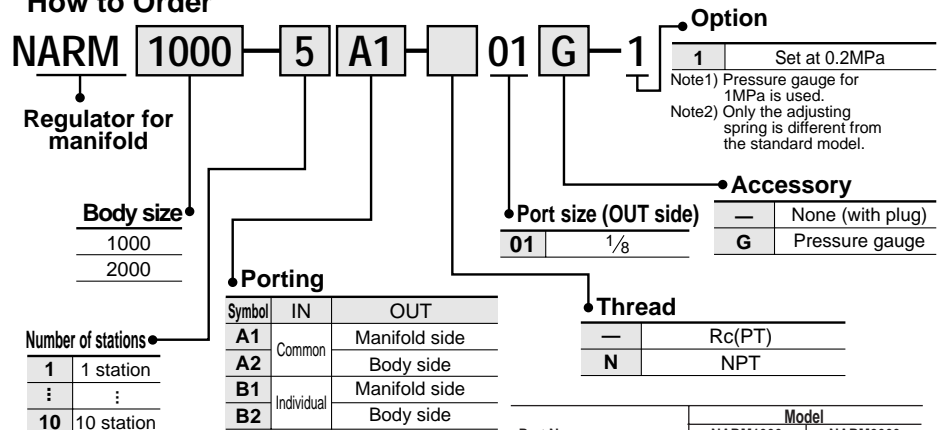 How to Order
NARM 1000 — 5 A1 — 01 G — 1
Regulator for
manifold
Option
1 Set at 0.2MPa
Note1) Pressure gauge for
1MPa is used.
Note2) Only the adjusting
spring is different from
the standard model.
Accessory
— None (with plug)
G Pressure gauge
Body size
1000
2000
Port size (OUT side)
01 1/8
Porting
Symbol IN OUT
A1 Common Manifold side
A2 Body side
B1 Individual Manifold side
B2 Body side
Thread
— Rc(PT)
N NPT
Number of stations
1 1 station
⋮ ⋮
10 10 station
Model